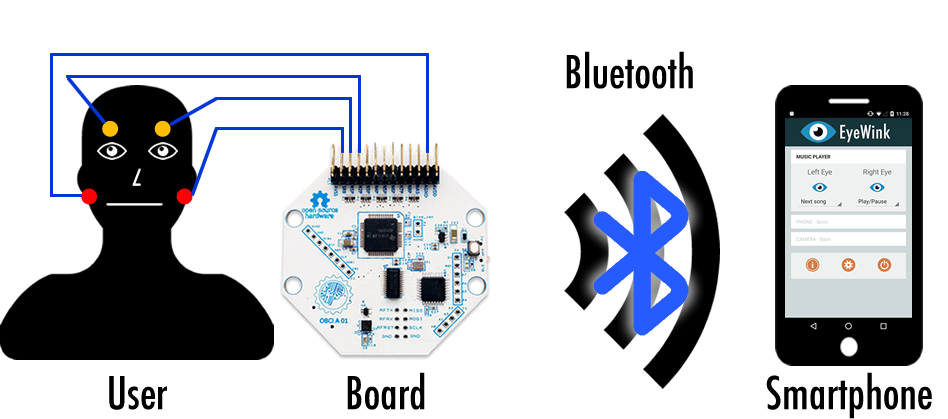 Bluetooth
11:28
EyeWink
MUSIC PLAYER
Left Eye Right Eye
Next song Play/Pause
PHONE - Soon
CAMERA - Soon
open source
hardware
OBCI A 01
RFTX MISO
RFRX MOSI
RFRST SCLK
GND GND
User Board Smartphone